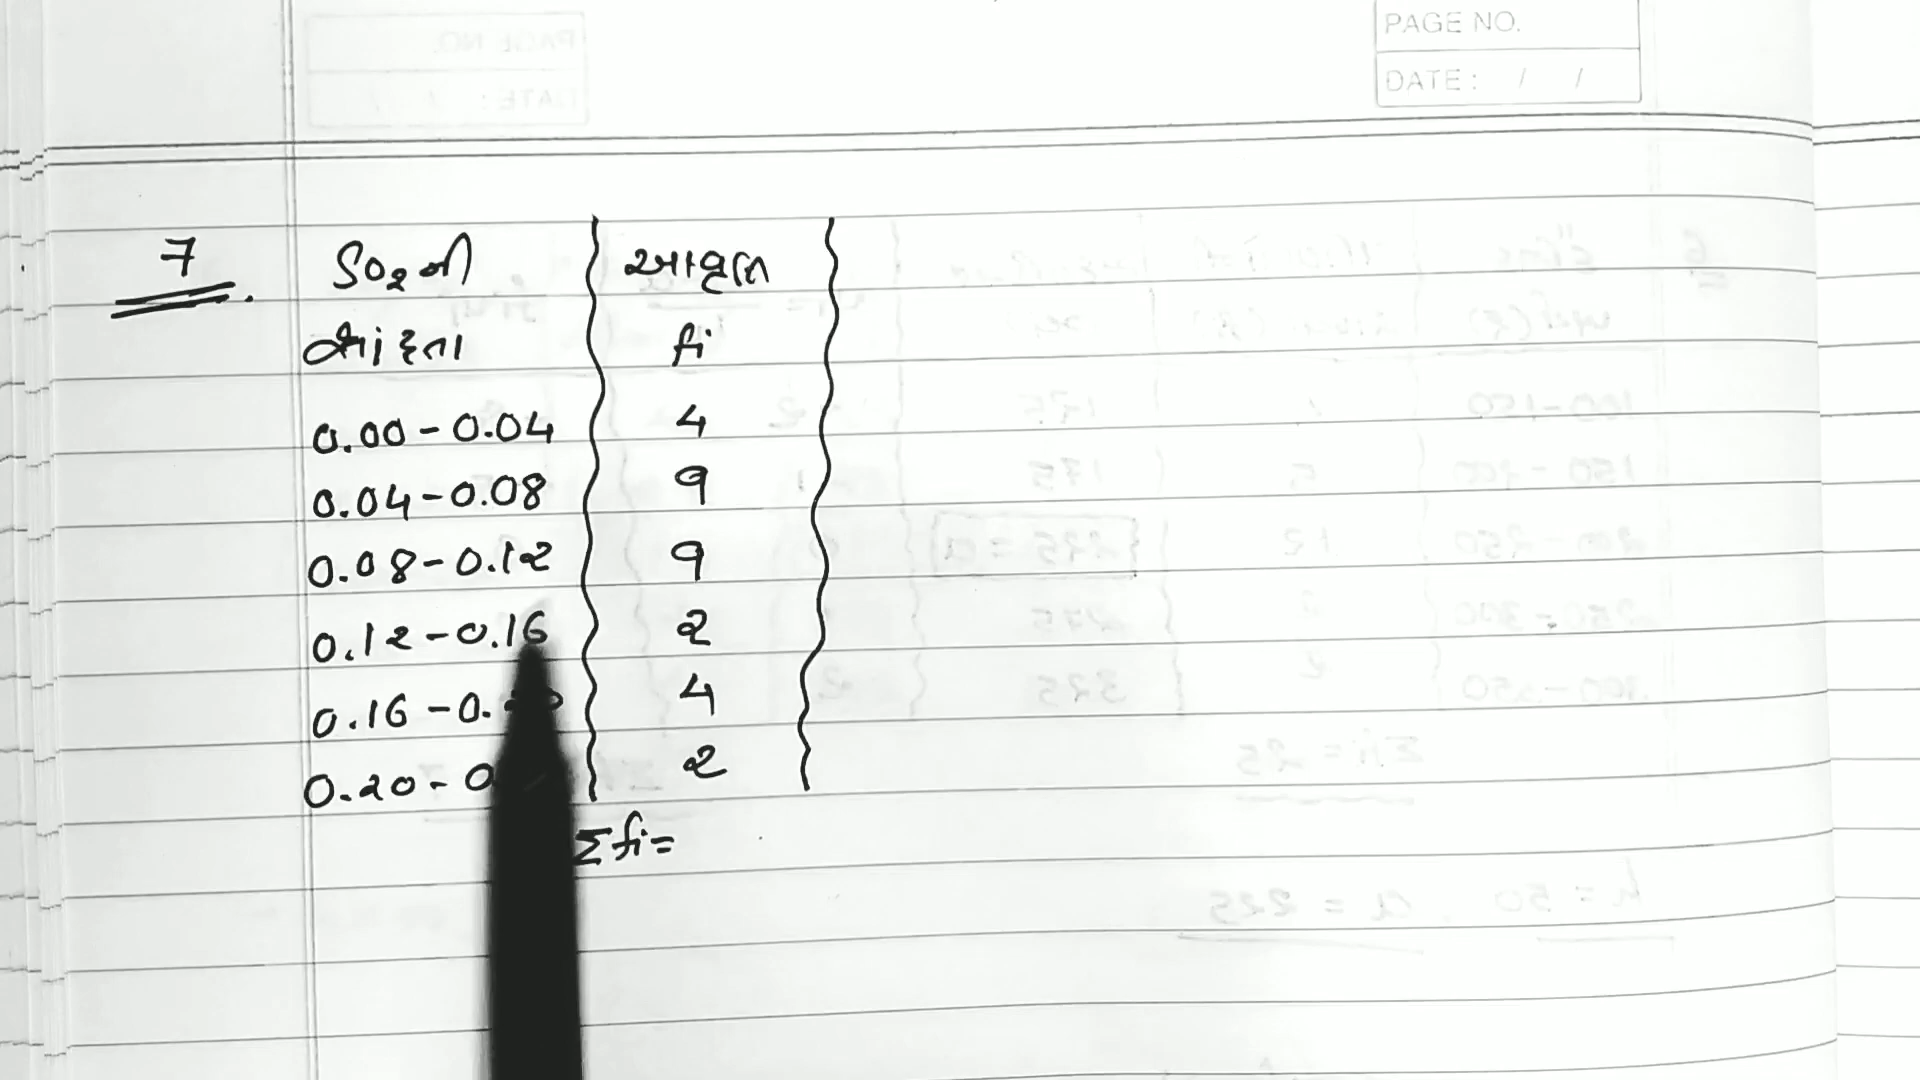 PAGE NO.
DATE: / /
7.
SO2ની આવૃત્તિ
સાંદ્રતા fi
0.00-0.04 4
0.04-0.08 9
0.08-0.12 9
0.12-0.16 2
0.16-0. 4
0.20-0 2
Σfi=